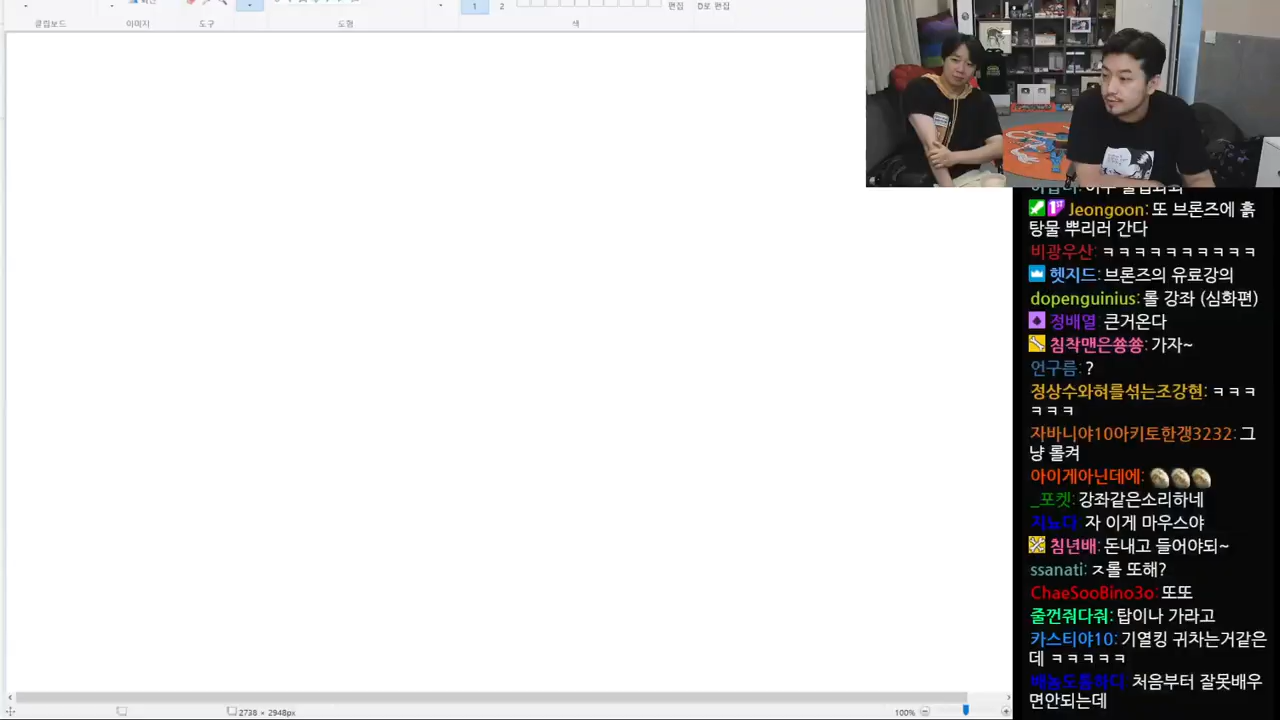 클립보드
이미지
도구
도형
1
2
색
편집
D로 편집
Jeongoon: 또 브론즈에 흙
탕물 뿌리러 간다
비광우산: ㅋㅋㅋㅋㅋㅋㅋㅋㅋㅋ
헷지드: 브론즈의 유료강의
dopenguinius: 롤 강좌 (심화편)
정배열: 큰거온다
침착맨은쏭쏭: 가자~
언구름: ?
정상수와혀를섞는조강현: ㅋㅋㅋ
ㅋㅋㅋ
자바니야10아키토한갱3232: 그
냥 롤켜
아이게아닌데에:
_포켓: 강좌같은소리하네
지뇨디: 자 이게 마우스야
침년배: 돈내고 들어야되~
ssanati: ㅈ롤 또해?
ChaeSooBino3o: 또또
줄껀줘다줘: 탑이나 가라고
카스티야10: 기열킹 귀차는거같은
데 ㅋㅋㅋㅋㅋ
처음부터 잘못배우
면안되는데
2738 × 2948px
100%